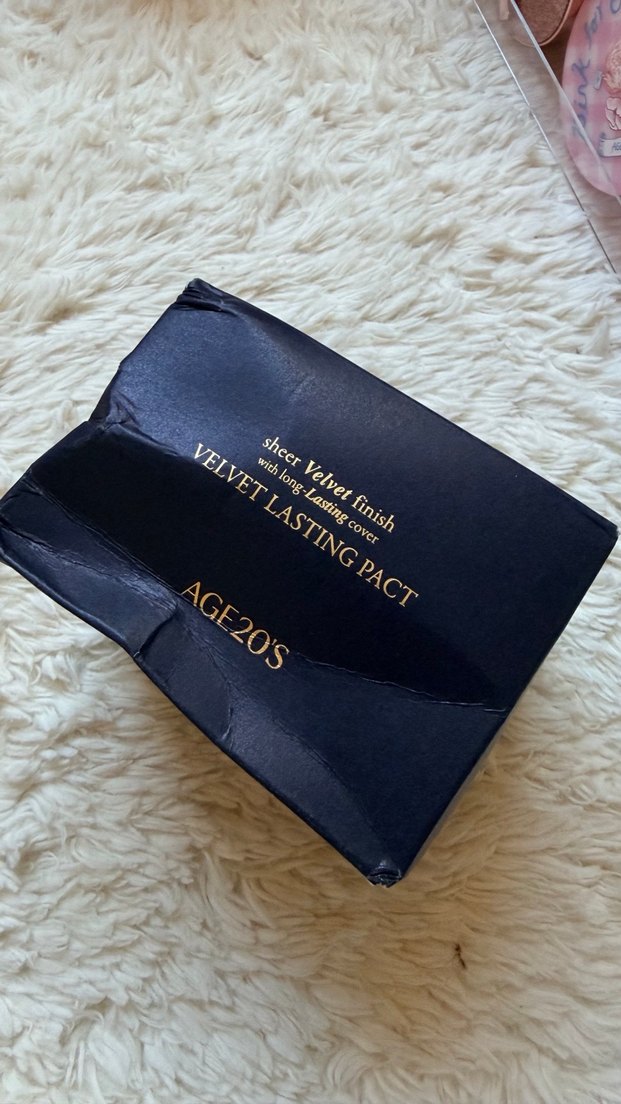 sheer Velvet finish
with long-Lasting cover
VELVET LASTING PACT
AGE20'S